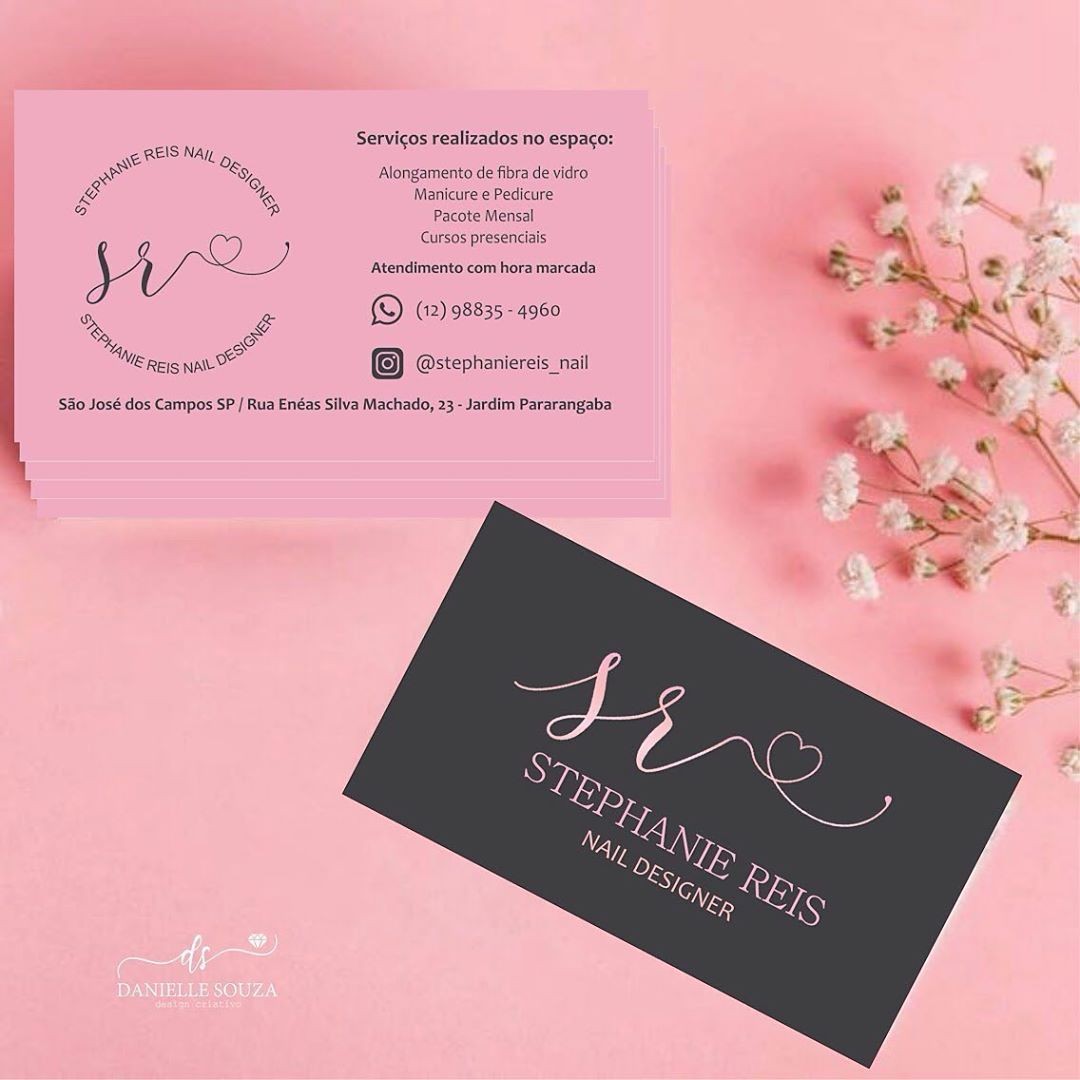 STEPHANIE REIS NAIL DESIGNER
sr
STEPHANIE REIS NAIL DESIGNER
Serviços realizados no espaço:
Alongamento de fibra de vidro
Manicure e Pedicure
Pacote Mensal
Cursos presenciais
Atendimento com hora marcada
(12) 98835 - 4960
@stephaniereis_nail
São José dos Campos SP / Rua Enéas Silva Machado, 23 - Jardim Pararangaba
sr
STEPHANIE REIS
NAIL DESIGNER
ds
DANIELLE SOUZA
design criativo